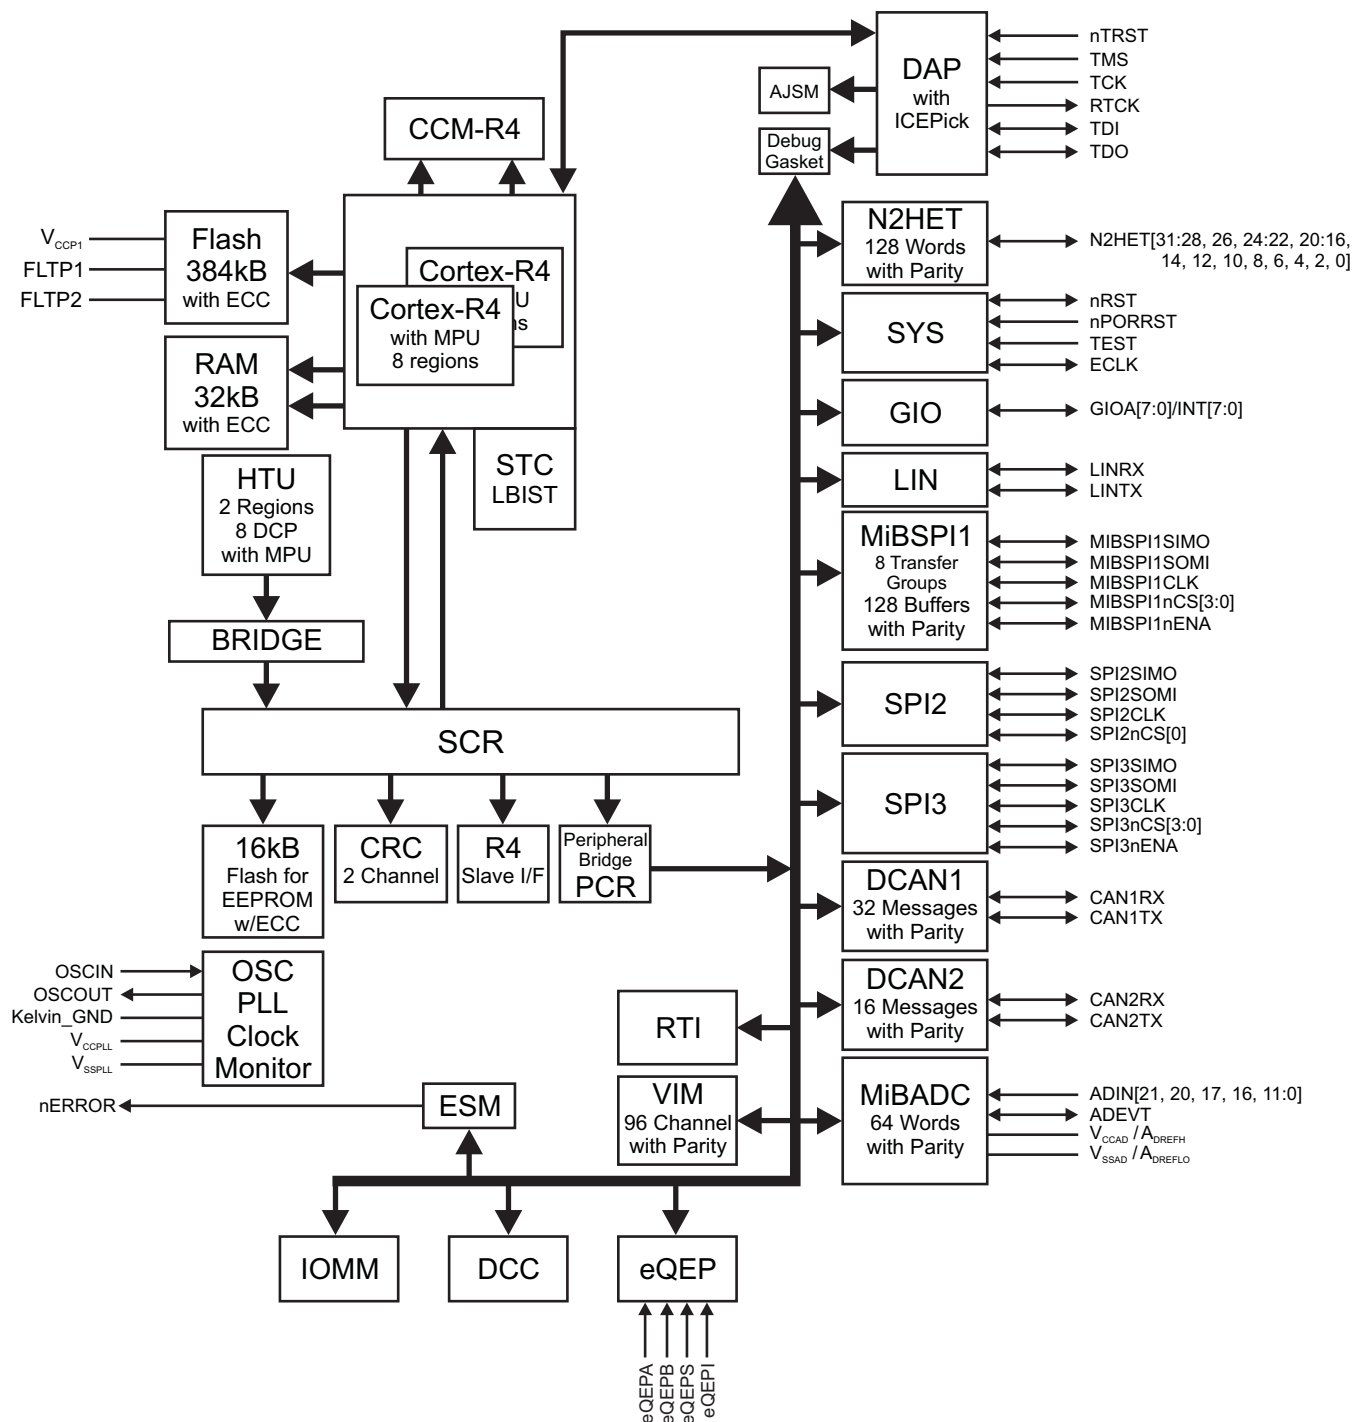 DAP
with
ICEPick
nTRST
TMS
TCK
RTCK
TDI
TDO
AJSM
Debug
Gasket
CCM-R4
V CCP1
FLTP1
FLTP2
Flash
384kB
with ECC
Cortex-R4
U
ns
Cortex-R4
with MPU
8 regions
RAM
32kB
with ECC
HTU
2 Regions
8 DCP
with MPU
STC
LBIST
BRIDGE
SCR
16kB
Flash for
EEPROM
w/ECC
CRC
2 Channel
R4
Slave I/F
Peripheral
Bridge
PCR
OSCIN
OSCOUT
Kelvin_GND
V CCPLL
V SSPLL
OSC
PLL
Clock
Monitor
nERROR
ESM
RTI
VIM
96 Channel
with Parity
IOMM
DCC
eQEP
eQEPA
eQEPB
eQEPS
eQEPI
N2HET
128 Words
with Parity
N2HET[31:28, 26, 24:22, 20:16,
14, 12, 10, 8, 6, 4, 2, 0]
SYS
nRST
nPORRST
TEST
ECLK
GIO
GIOA[7:0]/INT[7:0]
LIN
LINRX
LINTX
MiBSPI1
8 Transfer
Groups
128 Buffers
with Parity
MIBSPI1SIMO
MIBSPI1SOMI
MIBSPI1CLK
MIBSPI1nCS[3:0]
MIBSPI1nENA
SPI2
SPI2SIMO
SPI2SOMI
SPI2CLK
SPI2nCS[0]
SPI3
SPI3SIMO
SPI3SOMI
SPI3CLK
SPI3nCS[3:0]
SPI3nENA
DCAN1
32 Messages
with Parity
CAN1RX
CAN1TX
DCAN2
16 Messages
with Parity
CAN2RX
CAN2TX
MiBADC
64 Words
with Parity
ADIN[21, 20, 17, 16, 11:0]
ADEVT
V CCAD / A DREFH
V SSAD / A DREFLO